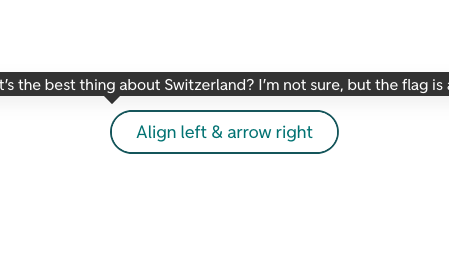 t's the best thing about Switzerland? I'm not sure, but the flag is
Align left & arrow right